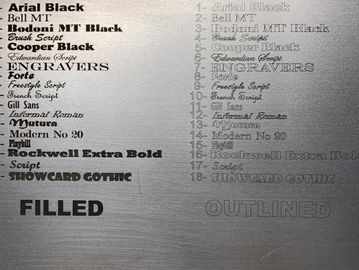 - Arial Black 1- Arial Black
- Bell MT 2- Bell MT
- Bodoni MT Black 3- Bodoni MT Black
- Brush Script 4- Brush Script
- Cooper Black 5- Cooper Black
- Edwardian Script 6- Edwardian Script
- ENGRAVERS 7- ENGRAVERS
- Forte 8- Forte
- Freestyle Script 9- Freestyle Script
- French Script 10- French Script
- Gill Sans 11- Gill Sans
- Informal Roman 12- Informal Roman
- Matura 13- Matura
- Modern No 20 14- Modern No 20
- Playbill 15- Playbill
- Rockwell Extra Bold 16- Rockwell Extra Bold
- Script 17- Script
- SHOWCARD GOTHIC 18- SHOWCARD GOTHIC
FILLED OUTLINED